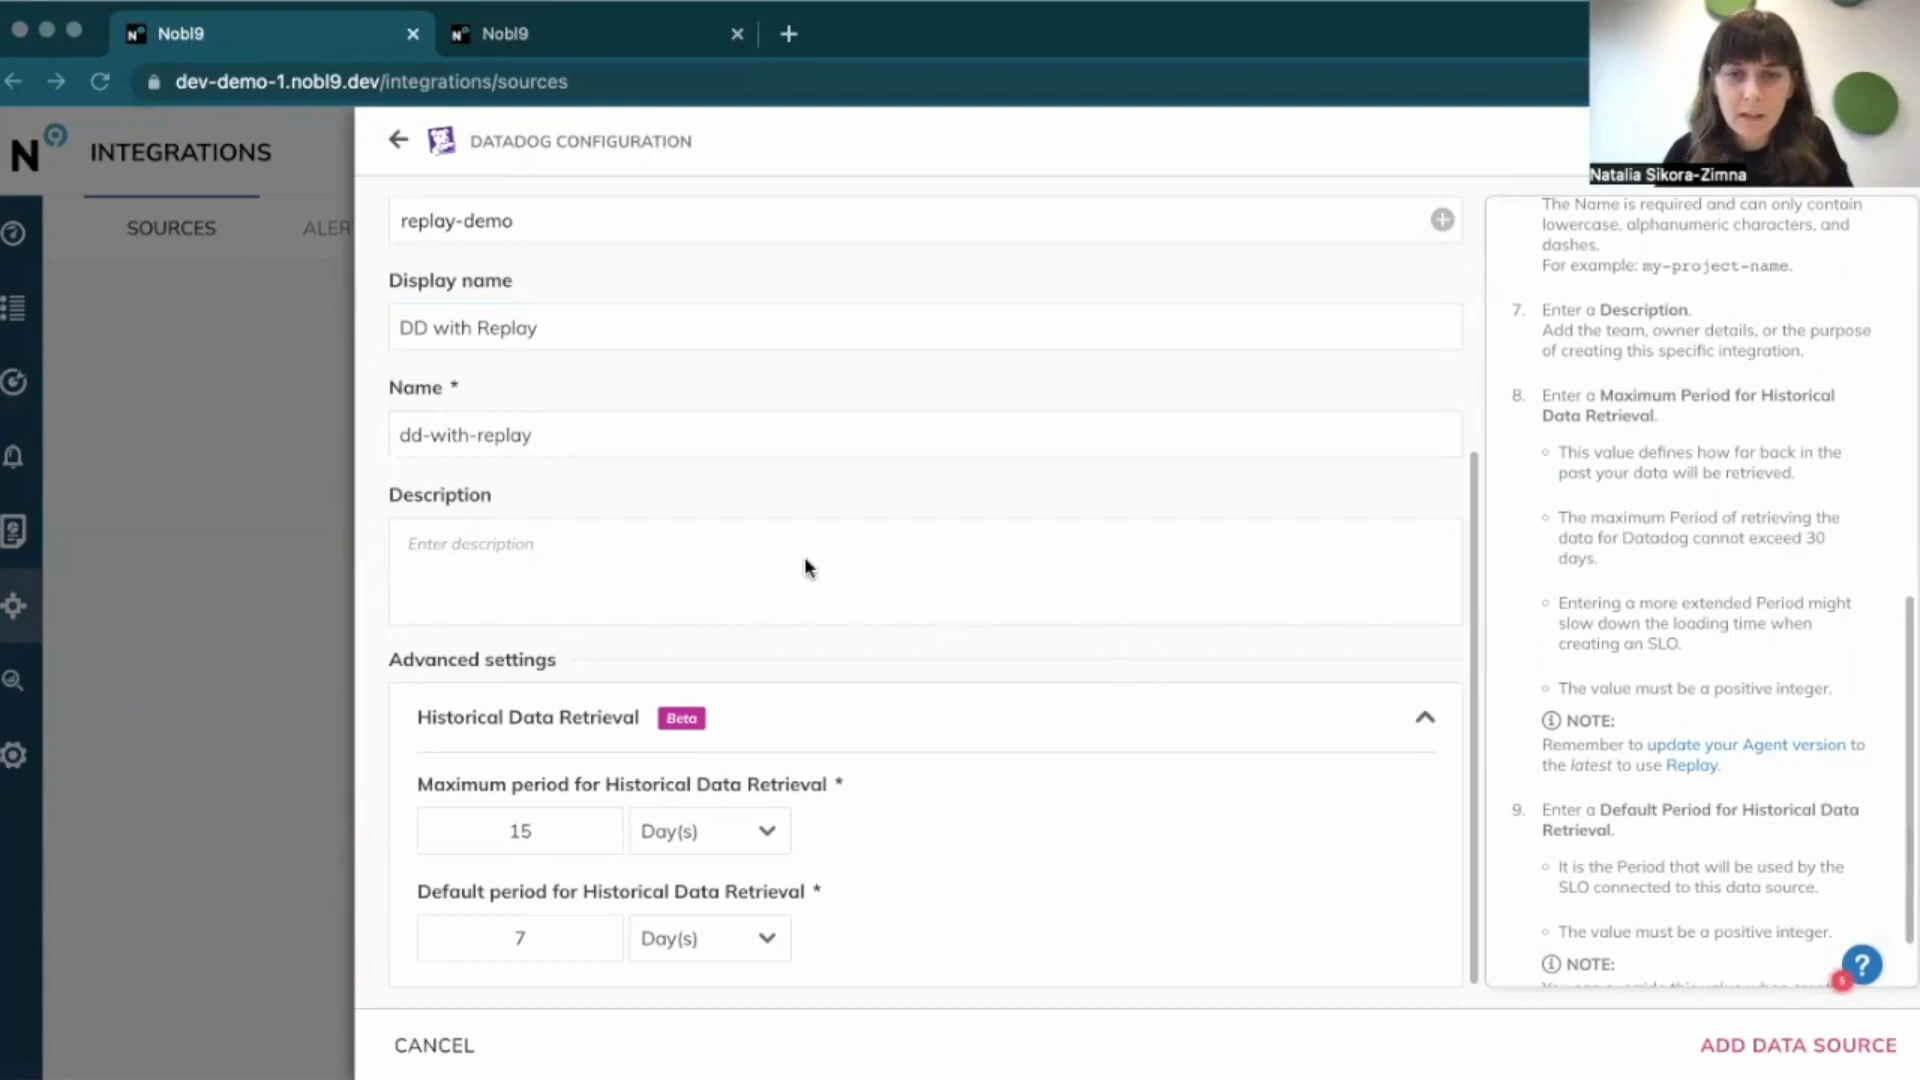 Nobl9
Nobl9
dev-demo-1.nobl9.dev/integrations/sources
Natalia Sikora-Zimna
N9
INTEGRATIONS
SOURCES
ALER
DATADOG CONFIGURATION
replay-demo
Display name
DD with Replay
Name *
dd-with-replay
Description
Enter description
Advanced settings
Historical Data Retrieval Beta
Maximum period for Historical Data Retrieval *
15 Day(s)
Default period for Historical Data Retrieval *
7 Day(s)
The Name is required and can only contain
lowercase, alphanumeric characters, and
dashes.
For example: my-project-name.
7. Enter a Description.
Add the team, owner details, or the purpose
of creating this specific integration.
8. Enter a Maximum Period for Historical
Data Retrieval.
This value defines how far back in the
past your data will be retrieved.
The maximum Period of retrieving the
data for Datadog cannot exceed 30
days.
Entering a more extended Period might
slow down the loading time when
creating an SLO.
The value must be a positive integer.
NOTE:
Remember to update your Agent version to
the latest to use Replay.
9. Enter a Default Period for Historical Data
Retrieval.
It is the Period that will be used by the
SLO connected to this data source.
The value must be a positive integer.
NOTE:
?
5
CANCEL
ADD DATA SOURCE